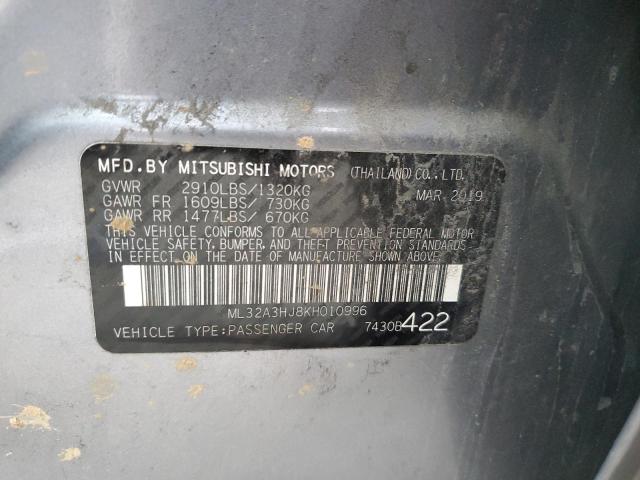 MFD. BY MITSUBISHI MOTORS (THAILAND) CO., LTD.
GVWR 2910LBS/1320KG MAR 2019
GAWR FR 1609LBS/ 730KG
GAWR RR 1477LBS/ 670KG
THIS VEHICLE CONFORMS TO ALL APPLICABLE FEDERAL MOTOR
VEHICLE SAFETY, BUMPER, AND THEFT PREVENTION STANDARDS
IN EFFECT ON THE DATE OF MANUFACTURE SHOWN ABOVE.
ML32A3HJ8KH010996
VEHICLE TYPE:PASSENGER CAR 7430B422